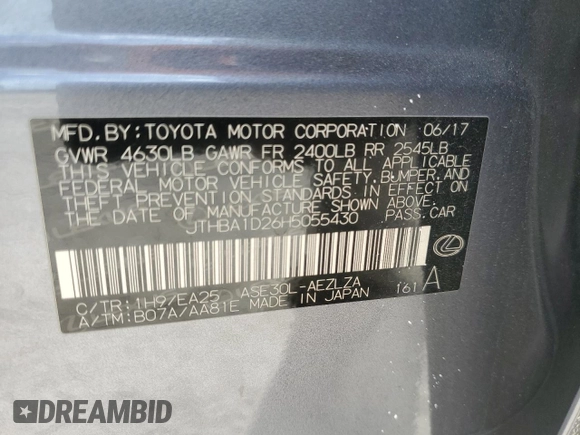 MFD. BY: TOYOTA MOTOR CORPORATION 06/17
GVWR 4630LB GAWR FR 2400LB RR 2545LB
THIS VEHICLE CONFORMS TO ALL APPLICABLE
FEDERAL MOTOR VEHICLE SAFETY, BUMPER, AND
THEFT PREVENTION STANDARDS IN EFFECT ON
THE DATE OF MANUFACTURE SHOWN ABOVE.
JTHBA1D26H5055430 PASS. CAR
C/TR: 1H9/EA25 ASE30L-AEZLZA
A/TM: B07A/AA81E MADE IN JAPAN 161 A
DREAMBID